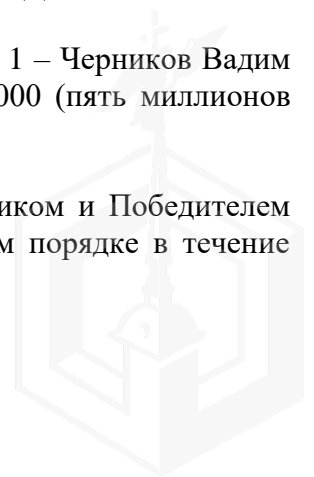 1 – Черников Вадим
000 (пять миллионов
иком и Победителем
м порядке в течение